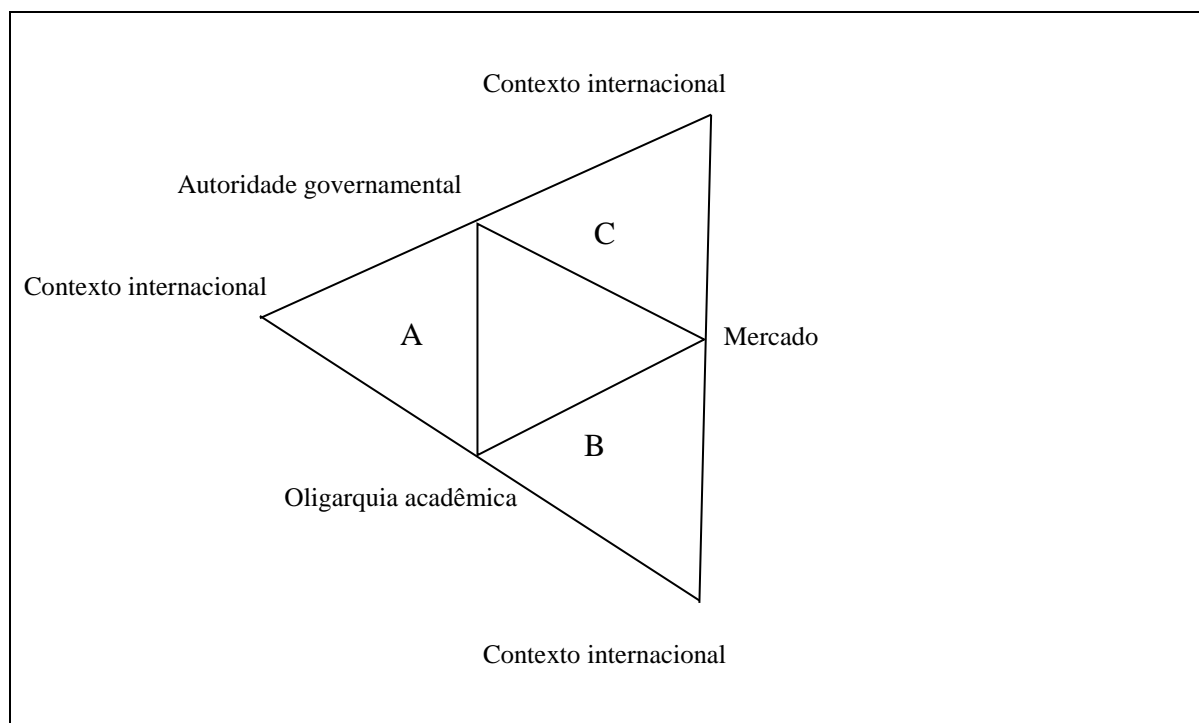 Contexto internacional
Autoridade governamental
C
Contexto internacional
A
Mercado
B
Oligarquia acadêmica
Contexto internacional